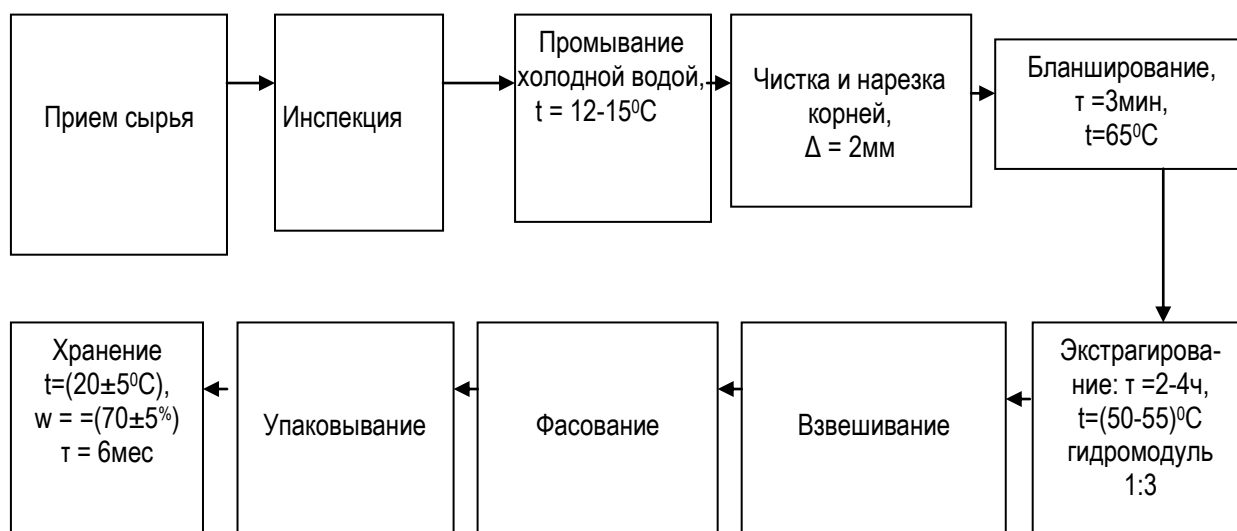 Прием сырья
Инспекция
Промывание
холодной водой,
t = 12-15⁰С
Чистка и нарезка
корней,
Δ = 2мм
Бланширование,
τ =3мин,
t=65⁰С
Экстрагирова-
ние: τ =2-4ч,
t=(50-55)⁰С
гидромодуль
1:3
Взвешивание
Фасование
Упаковывание
Хранение
t=(20±5⁰С),
w = =(70±5%)
τ = 6мес